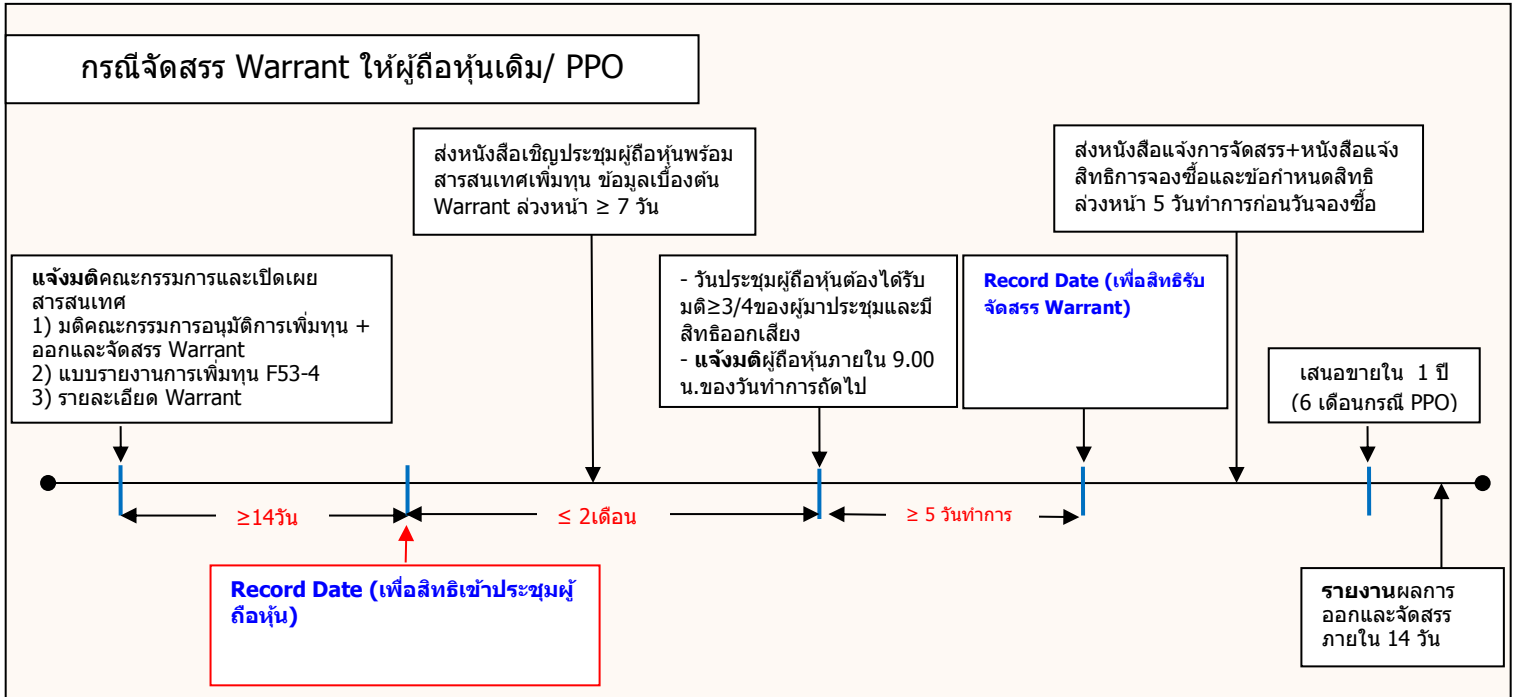 กรณีจัดสรร Warrant ให้ผู้ถือหุ้นเดิม/ PPO
ส่งหนังสือเชิญประชุมผู้ถือหุ้นพร้อม
สารสนเทศเพิ่มทุน ข้อมูลเบื้องต้น
Warrant ล่วงหน้า ≥ 7 วัน
ส่งหนังสือแจ้งการจัดสรร+หนังสือแจ้ง
สิทธิการจองซื้อและข้อกำหนดสิทธิ
ล่วงหน้า 5 วันทำการก่อนวันจองซื้อ
แจ้งมติคณะกรรมการและเปิดเผย
สารสนเทศ
1) มติคณะกรรมการอนุมัติการเพิ่มทุน +
ออกและจัดสรร Warrant
2) แบบรายงานการเพิ่มทุน F53-4
3) รายละเอียด Warrant
- วันประชุมผู้ถือหุ้นต้องได้รับ
มติ≥3/4ของผู้มาประชุมและมี
สิทธิออกเสียง
- แจ้งมติผู้ถือหุ้นภายใน 9.00
น.ของวันทำการถัดไป
Record Date (เพื่อสิทธิรับ
จัดสรร Warrant)
เสนอขายใน 1 ปี
(6 เดือนกรณี PPO)
≥14วัน
≤ 2เดือน
≥ 5 วันทำการ
Record Date (เพื่อสิทธิเข้าประชุมผู้
ถือหุ้น)
รายงานผลการ
ออกและจัดสรร
ภายใน 14 วัน